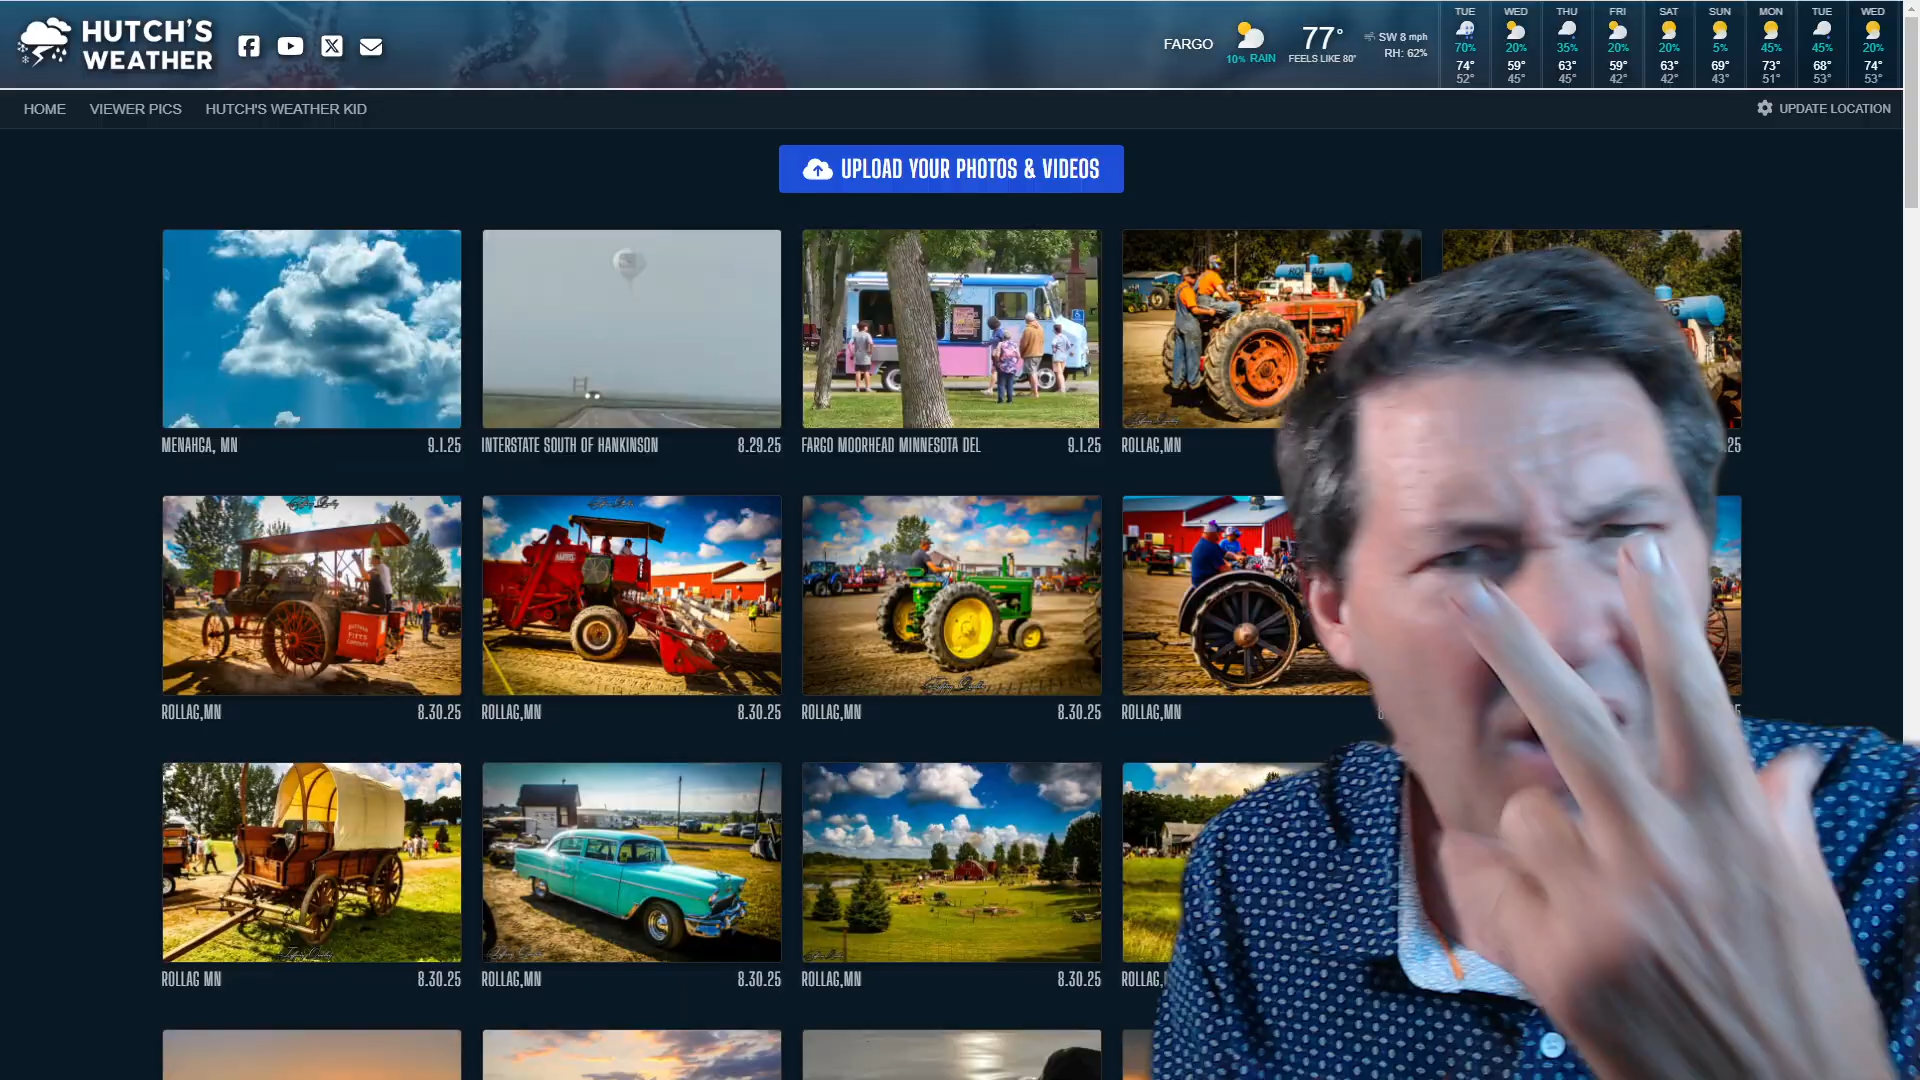 HUTCH'S
WEATHER
FARGO
10% RAIN
77°
FEELS LIKE 80°
SW 8 mph
RH: 62%
TUE WED THU FRI SAT SUN MON TUE WED
70% 20% 35% 20% 20% 5% 45% 45% 20%
74° 59° 63° 59° 63° 69° 73° 68° 74°
52° 45° 45° 42° 42° 43° 51° 53° 53°
HOME VIEWER PICS HUTCH'S WEATHER KID UPDATE LOCATION
UPLOAD YOUR PHOTOS & VIDEOS
MENAHGA, MN 9.1.25
INTERSTATE SOUTH OF HANKINSON 8.29.25
FARGO MOORHEAD MINNESOTA DEL 9.1.25
ROLLAG,MN
ROLLAG,MN 8.30.25
ROLLAG,MN 8.30.25
ROLLAG,MN 8.30.25
ROLLAG,MN
ROLLAG MN 8.30.25
ROLLAG,MN 8.30.25
ROLLAG,MN 8.30.25